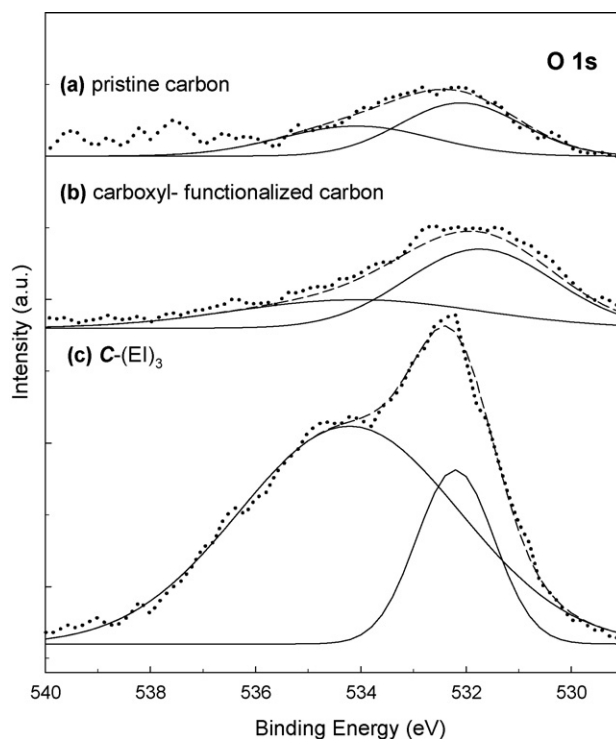 O 1s
(a) pristine carbon
(b) carboxyl- functionalized carbon
(c) C-(EI)3
Intensity (a.u.)
540 538 536 534 532 530
Binding Energy (eV)